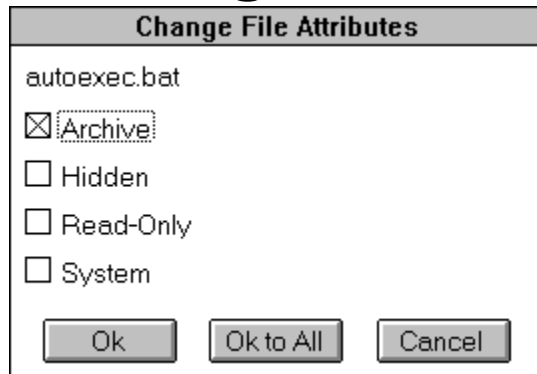 Change File Attributes
autoexec.bat
Archive
Hidden
Read-Only
System
Ok Ok to All Cancel